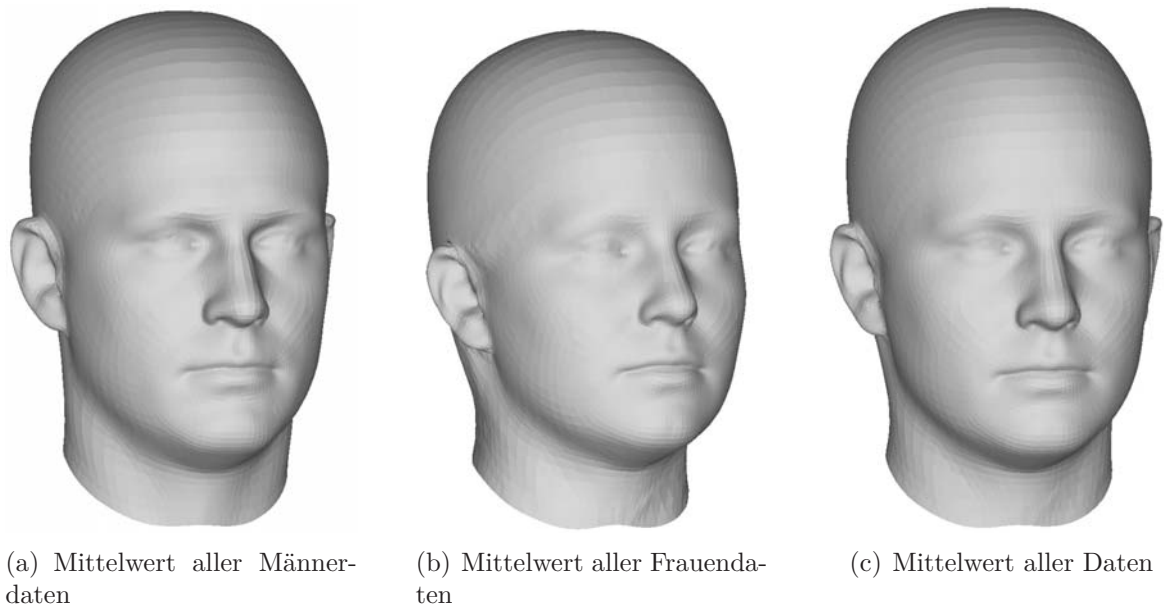 (a) Mittelwert aller Männer-
daten
(b) Mittelwert aller Frauenda-
ten
(c) Mittelwert aller Daten